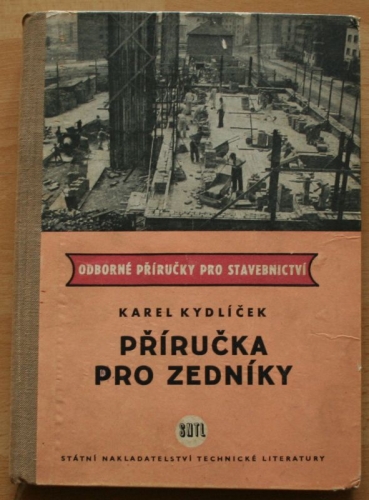 ODBORNÉ PŘÍRUČKY PRO STAVEBNICTVÍ
KAREL KYDLÍČEK
PŘÍRUČKA
PRO ZEDNÍKY
SNTL
STÁTNÍ NAKLADATELSTVÍ TECHNICKÉ LITERATURY